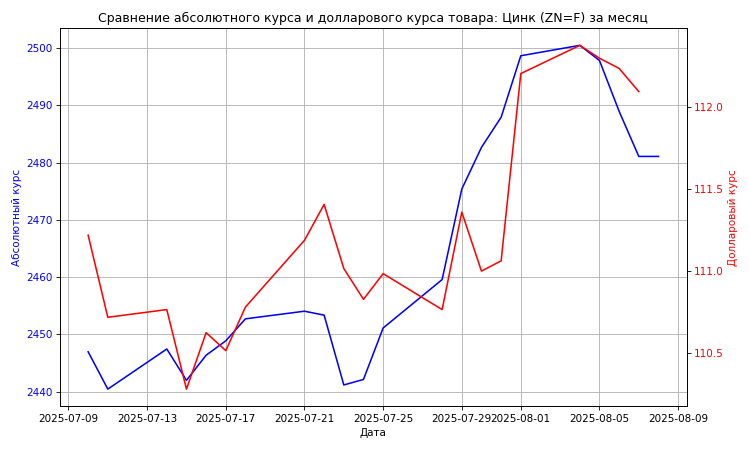 Сравнение абсолютного курса и долларового курса товара: Цинк (ZN=F) за месяц
2500
2490
2480
2470
2460
2450
2440
Абсолютный курс
112.0
111.5
111.0
110.5
Долларовый курс
2025-07-09 2025-07-13 2025-07-17 2025-07-21 2025-07-25 2025-07-29 2025-08-01 2025-08-05 2025-08-09
Дата